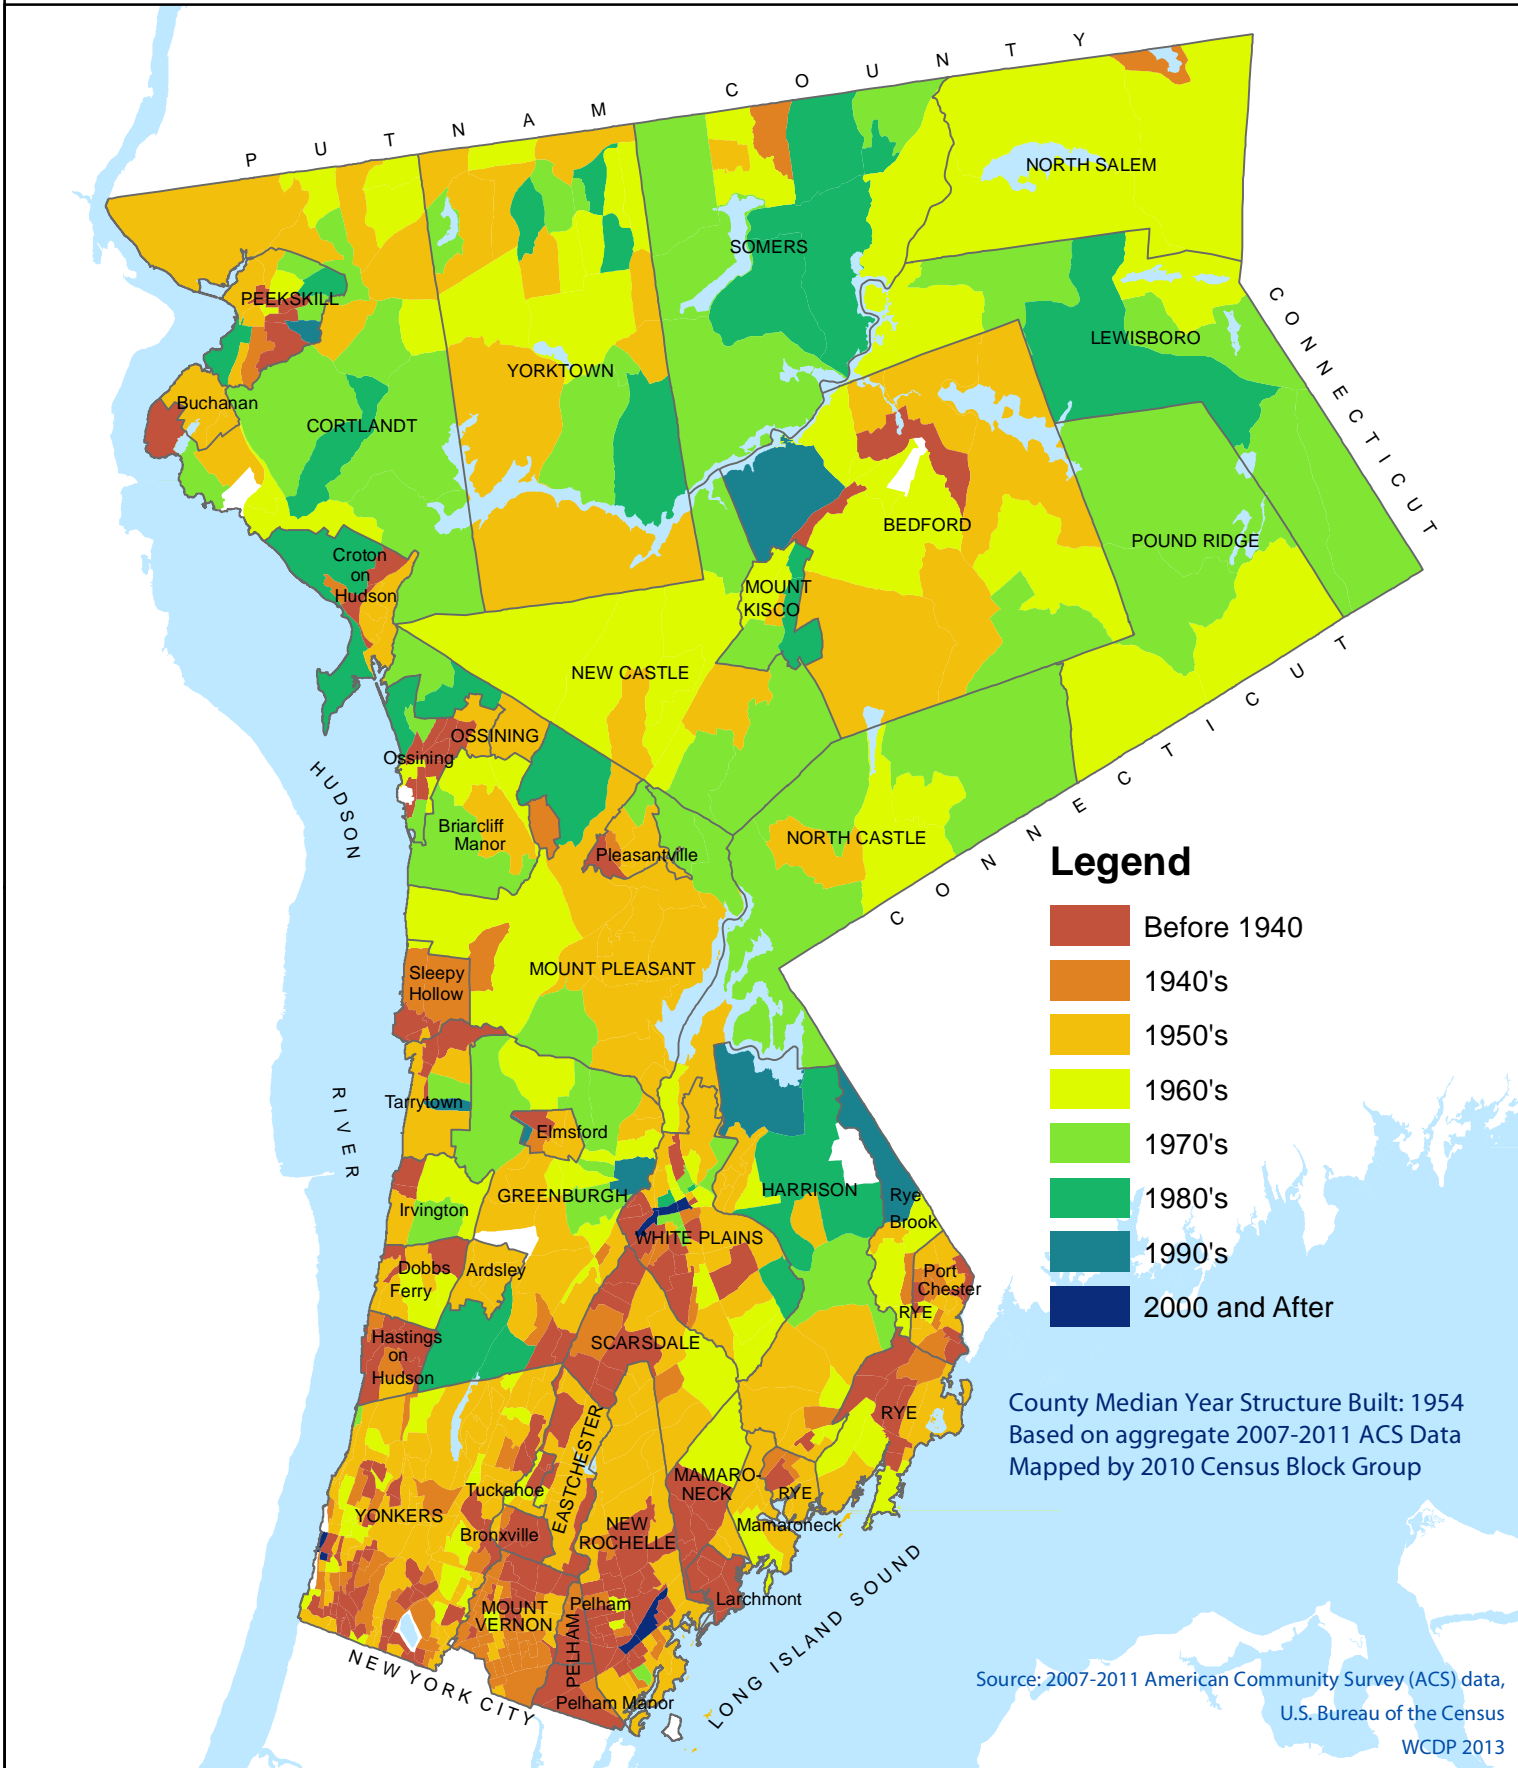 PUTNAM COUNTY
NORTH SALEM
SOMERS
PEEKSKILL
LEWISBORO
CONNECTICUT
YORKTOWN
Buchanan
CORTLANDT
BEDFORD
POUND RIDGE
Croton
on
Hudson
MOUNT
KISCO
NEW CASTLE
CONNECTICUT
OSSINING
Ossining
HUDSON
Briarcliff
Manor
NORTH CASTLE
Pleasantville
Legend
Before 1940
1940's
1950's
1960's
1970's
1980's
1990's
2000 and After
Sleepy
Hollow
MOUNT PLEASANT
RIVER
Tarrytown
Elmsford
HARRISON
Rye
Brook
GREENBURGH
Irvington
WHITE PLAINS
Dobbs
Ferry
Ardsley
Port
Chester
RYE
Hastings
on
Hudson
SCARSDALE
RYE
County Median Year Structure Built: 1954
Based on aggregate 2007-2011 ACS Data
Mapped by 2010 Census Block Group
EASTCHESTER
MAMARO-
NECK
RYE
Tuckahoe
YONKERS
Bronxville
NEW
ROCHELLE
Mamaroneck
Larchmont
MOUNT
VERNON
Pelham
PELHAM
Pelham Manor
LONG ISLAND SOUND
NEW YORK CITY
Source: 2007-2011 American Community Survey (ACS) data,
U.S. Bureau of the Census
WCDP 2013